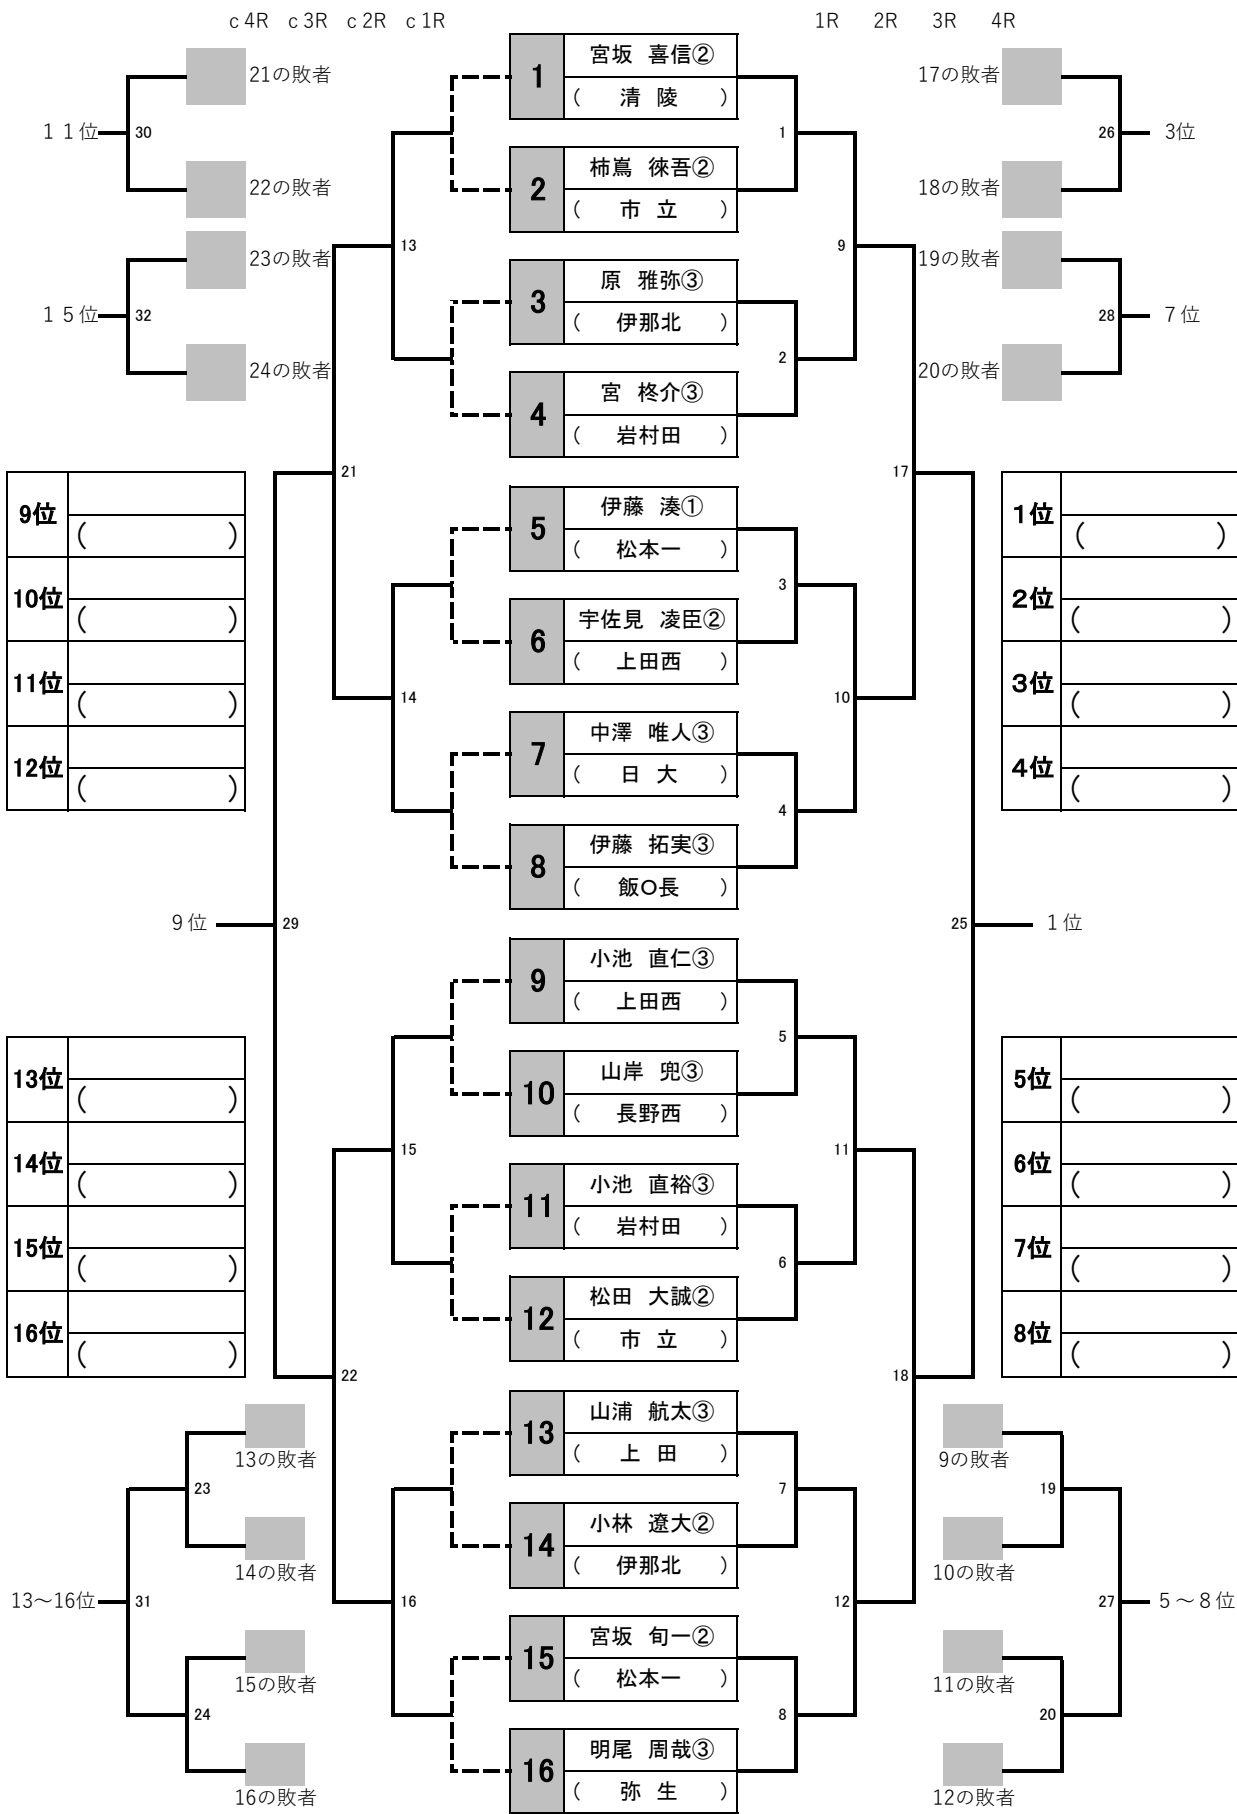 ｃ4R ｃ3R ｃ2R ｃ1R
1R 2R 3R 4R
21の敗者
１１位
30
22の敗者
23の敗者
１５位
32
24の敗者
17の敗者
26
3位
18の敗者
19の敗者
28
７位
20の敗者
1 宮坂 喜信②
（ 清 陵 ）
2 柿嶌 徠吾②
（ 市 立 ）
3 原 雅弥③
（ 伊那北 ）
4 宮 柊介③
（ 岩村田 ）
5 伊藤 湊①
（ 松本一 ）
6 宇佐見 凌臣②
（ 上田西 ）
7 中澤 唯人③
（ 日 大 ）
8 伊藤 拓実③
（ 飯O長 ）
9 小池 直仁③
（ 上田西 ）
10 山岸 兜③
（ 長野西 ）
11 小池 直裕③
（ 岩村田 ）
12 松田 大誠②
（ 市 立 ）
13 山浦 航太③
（ 上 田 ）
14 小林 遼大②
（ 伊那北 ）
15 宮坂 旬一②
（ 松本一 ）
16 明尾 周哉③
（ 弥 生 ）
13
14
15
16
21
22
29
９位
1
2
3
4
5
6
7
8
9
10
11
12
17
18
25
１位
9位
（ ）
10位
（ ）
11位
（ ）
12位
（ ）
13位
（ ）
14位
（ ）
15位
（ ）
16位
（ ）
1位
（ ）
2位
（ ）
3位
（ ）
4位
（ ）
5位
（ ）
6位
（ ）
7位
（ ）
8位
（ ）
13の敗者
23
14の敗者
13～16位
31
15の敗者
24
16の敗者
9の敗者
19
10の敗者
27
５～８位
11の敗者
20
12の敗者